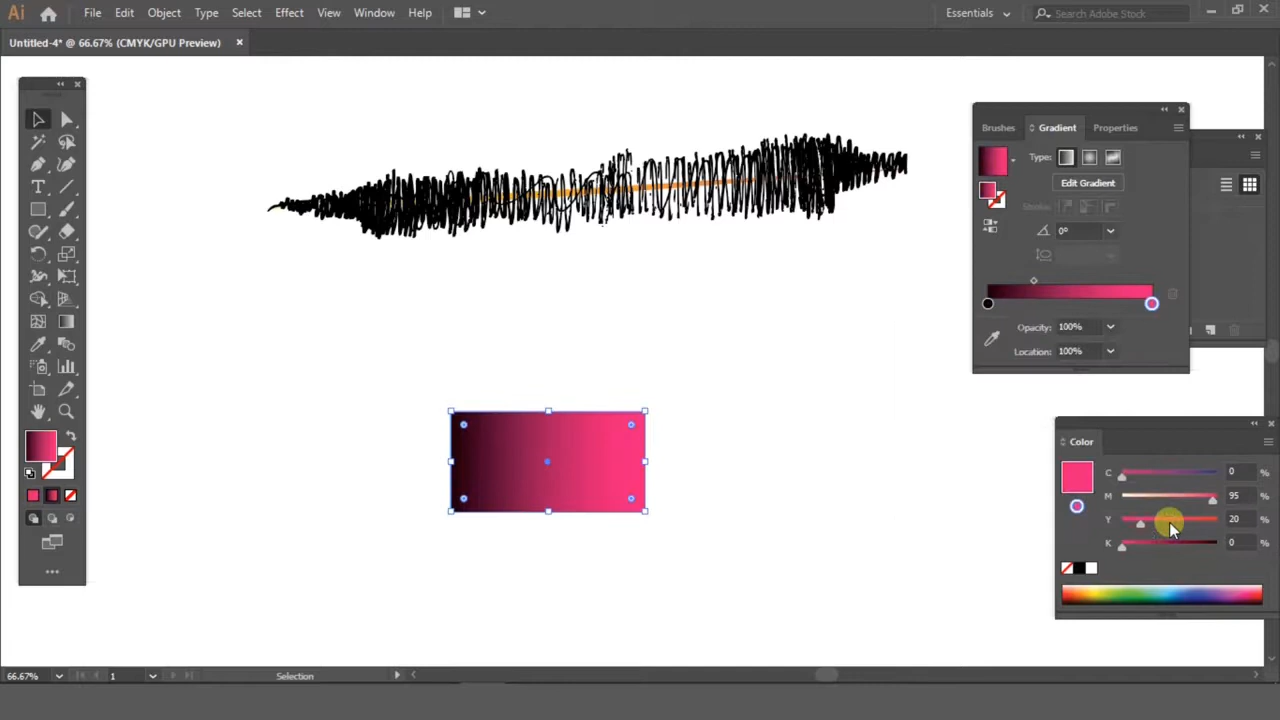 Ai File Edit Object Type Select Effect View Window Help Essentials Search Adobe Stock
Untitled-4* @ 66.67% (CMYK/GPU Preview)
Brushes Gradient Properties
Type:
Edit Gradient
Stroke:
0°
Opacity: 100%
Location: 100%
Color
C 0 %
M 95 %
Y 20 %
K 0 %
66.67% 1 Selection